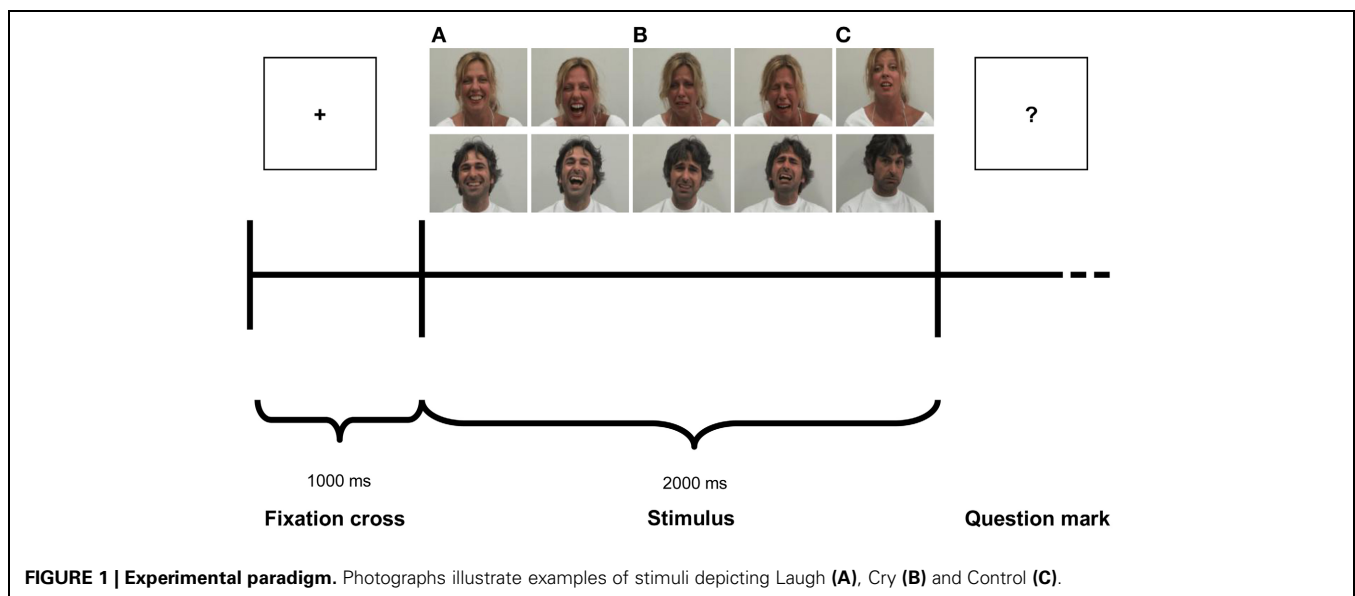 A B C
+ ?
1000 ms 2000 ms
Fixation cross Stimulus Question mark
FIGURE 1 | Experimental paradigm. Photographs illustrate examples of stimuli depicting Laugh (A), Cry (B) and Control (C).